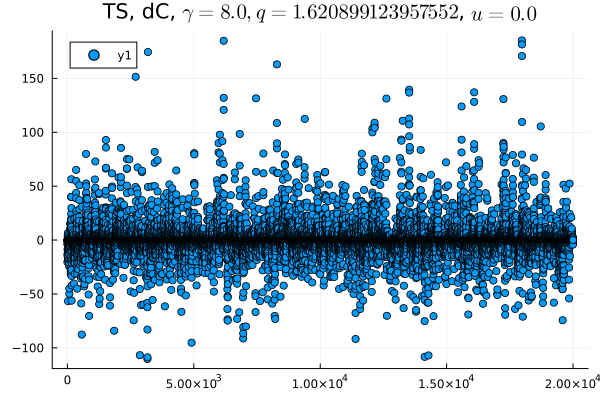 TS, dC, γ = 8.0, q = 1.620899123957552, u = 0.0
y1
150
100
50
0
−50
−100
0 5.00×10³ 1.00×10⁴ 1.50×10⁴ 2.00×10⁴